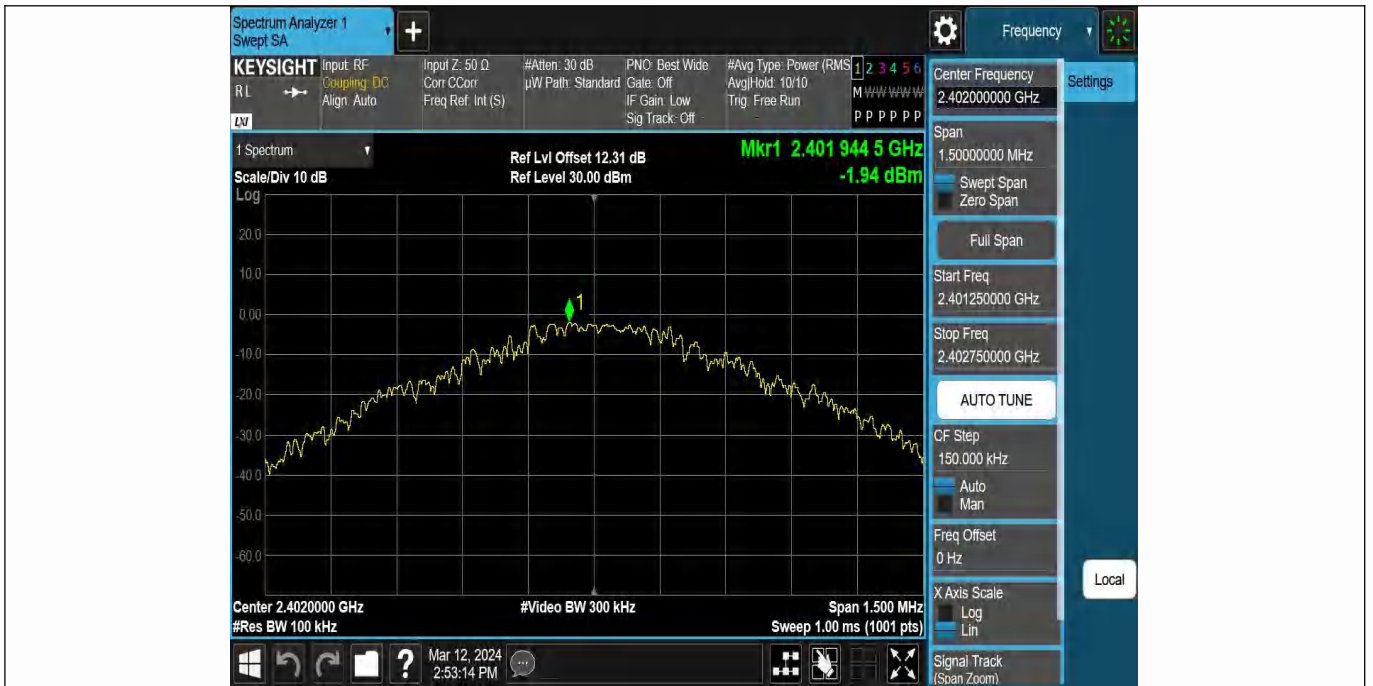 Spectrum Analyzer 1
Swept SA
+
Frequency
KEYSIGHT
R L
LXI
Input: RF
Coupling: DC
Align: Auto
Input Z: 50 Ω
Corr CCorr
Freq Ref: Int (S)
#Atten: 30 dB
µW Path: Standard
PNO: Best Wide
Gate: Off
IF Gain: Low
Sig Track: Off
#Avg Type: Power (RMS
Avg|Hold: 10/10
Trig: Free Run
1 2 3 4 5 6
M W W W W W
P P P P P P
1 Spectrum
Scale/Div 10 dB
Log
Ref Lvl Offset 12.31 dB
Ref Level 30.00 dBm
Mkr1 2.401 944 5 GHz
-1.94 dBm
20.0
10.0
0.00
-10.0
-20.0
-30.0
-40.0
-50.0
-60.0
1
Center 2.4020000 GHz
#Res BW 100 kHz
#Video BW 300 kHz
Span 1.500 MHz
Sweep 1.00 ms (1001 pts)
?
Mar 12, 2024
2:53:14 PM
Center Frequency
2.402000000 GHz
Settings
Span
1.50000000 MHz
Swept Span
Zero Span
Full Span
Start Freq
2.401250000 GHz
Stop Freq
2.402750000 GHz
AUTO TUNE
CF Step
150.000 kHz
Auto
Man
Freq Offset
0 Hz
Local
X Axis Scale
Log
Lin
Signal Track
(Span Zoom)